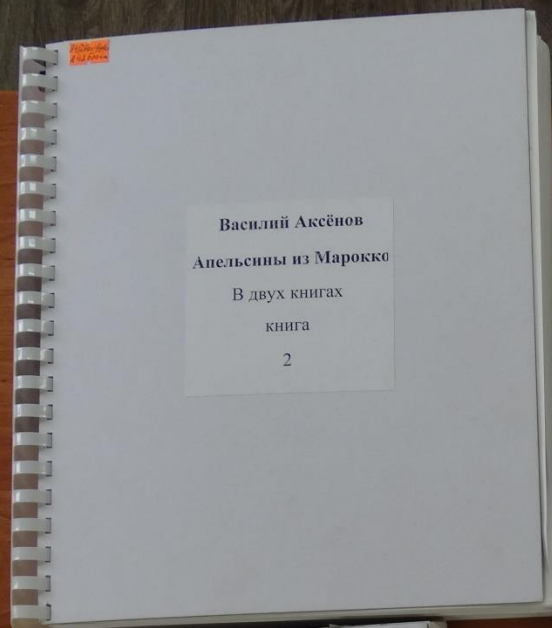 Василий Аксёнов
Апельсины из Марокко
В двух книгах
книга
2